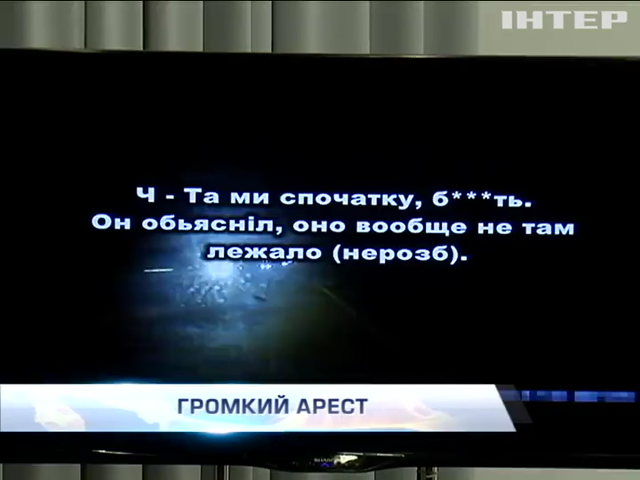 ІНТЕР
Ч - Та ми спочатку, б***ть.
Он обьясніл, оно вообще не там
лежало (нерозб).
ГРОМКИЙ АРЕСТ